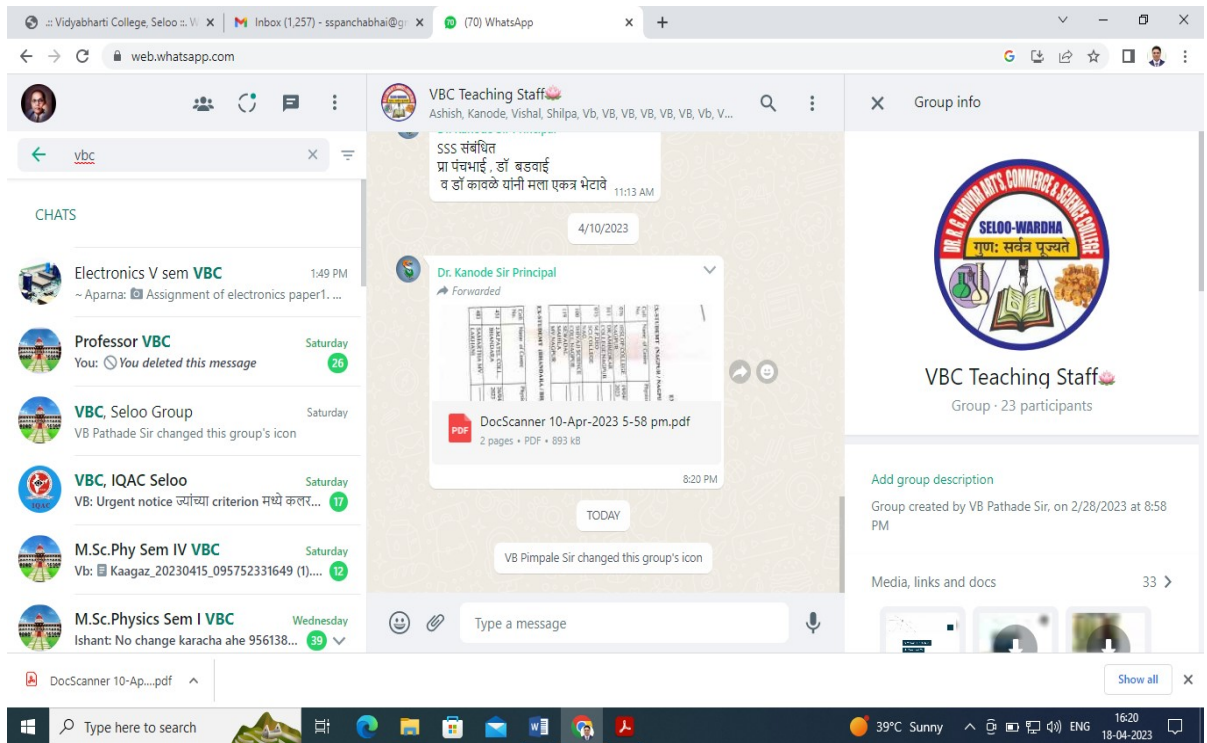 .:: Vidyabharti College, Seloo ::. W
Inbox (1,257) - sspanchabhai@g
(70) WhatsApp
web.whatsapp.com
VBC Teaching Staff🪷
Ashish, Kanode, Vishal, Shilpa, Vb, VB, VB, VB, VB, VB, Vb, V...
Group info
vbc
CHATS
Electronics V sem VBC
1:49 PM
~ Aparna: 📷 Assignment of electronics paper1. ...
Professor VBC
Saturday
You: 🚫 You deleted this message
26
VBC, Seloo Group
Saturday
VB Pathade Sir changed this group's icon
VBC, IQAC Seloo
Saturday
VB: Urgent notice ज्यांच्या criterion मध्ये कलर...
17
IQAC
M.Sc.Phy Sem IV VBC
Saturday
Vb: Kaagaz_20230415_095752331649 (1)....
12
M.Sc.Physics Sem I VBC
Wednesday
Ishant: No change karacha ahe 956138...
39
SSS संबंधित
प्रा पंचभाई , डॉ बडवाई
व डॉ कावळे यांनी मला एकत्र भेटावे
11:13 AM
4/10/2023
Dr. Kanode Sir Principal
Forwarded
PDF
DocScanner 10-Apr-2023 5-58 pm.pdf
2 pages • PDF • 893 kB
8:20 PM
TODAY
VB Pimpale Sir changed this group's icon
Type a message
DR. R. G. BHOYAR ARTS, COMMERCE & SCIENCE COLLEGE
SELOO-WARDHA
गुण: सर्वत्र पूज्यते
VBC Teaching Staff🪷
Group · 23 participants
Add group description
Group created by VB Pathade Sir, on 2/28/2023 at 8:58
PM
Media, links and docs
33
DocScanner 10-Ap....pdf
Show all
Type here to search
39°C Sunny
ENG
16:20
18-04-2023